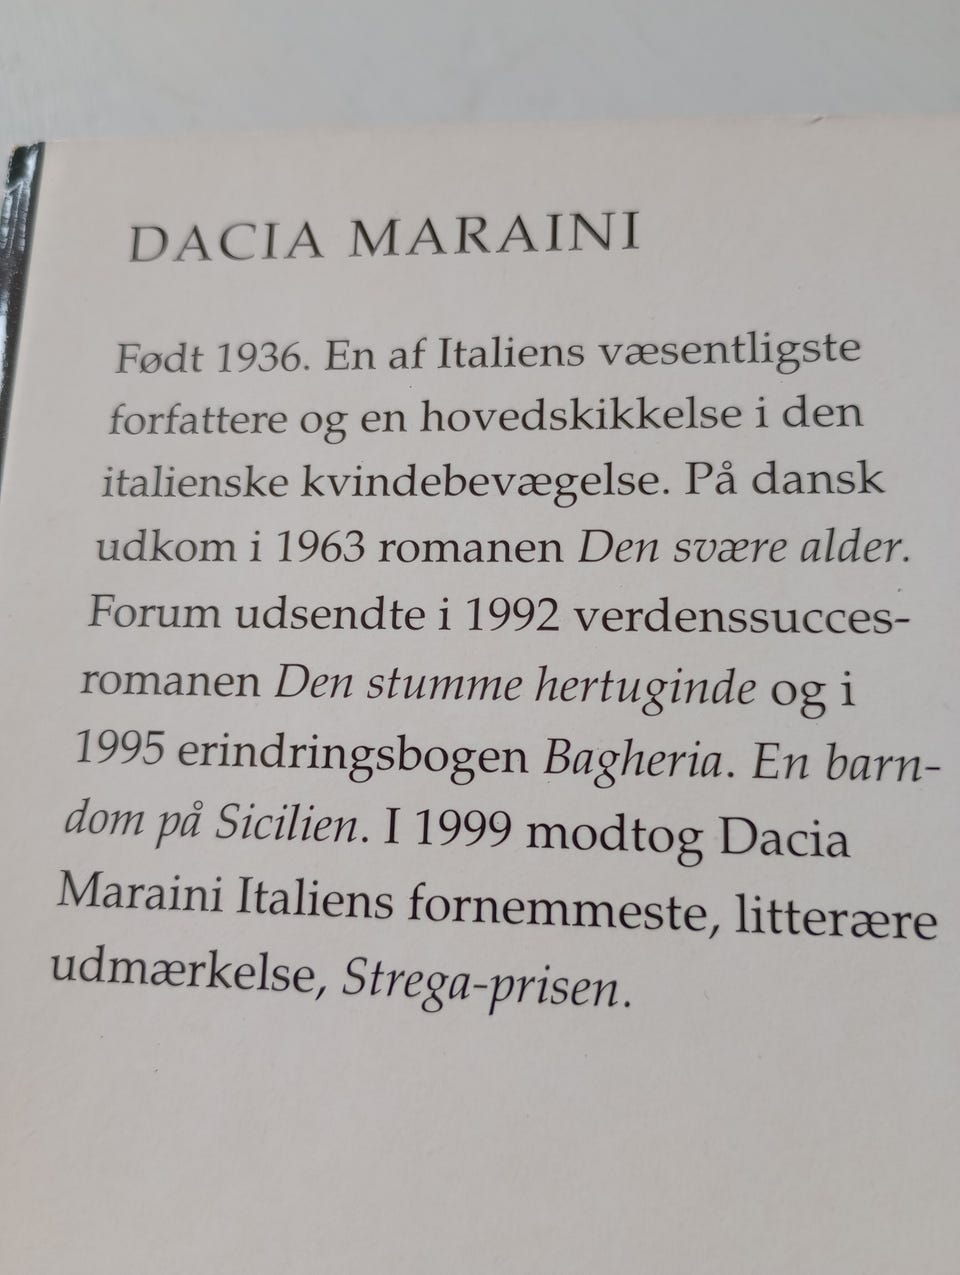 DACIA MARAINI
Født 1936. En af Italiens væsentligste
forfattere og en hovedskikkelse i den
italienske kvindebevægelse. På dansk
udkom i 1963 romanen Den svære alder.
Forum udsendte i 1992 verdenssucces-
romanen Den stumme hertuginde og i
1995 erindringsbogen Bagheria. En barn-
dom på Sicilien. I 1999 modtog Dacia
Maraini Italiens fornemmeste, litterære
udmærkelse, Strega-prisen.